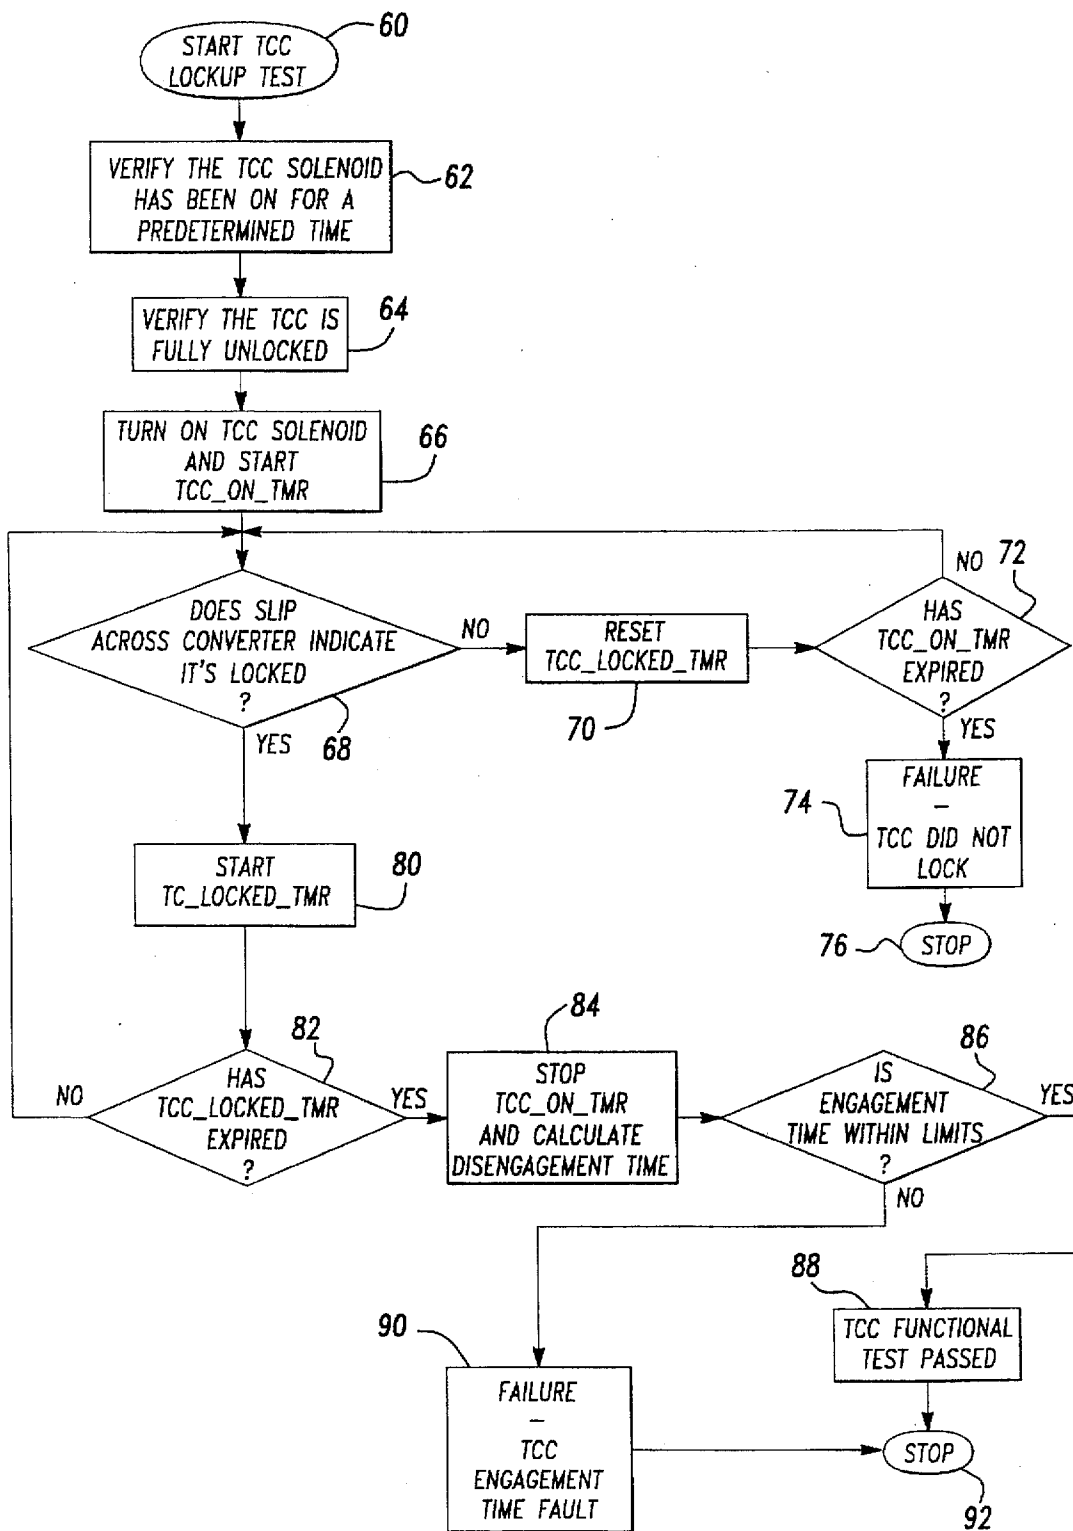 START TCC
LOCKUP TEST
60
VERIFY THE TCC SOLENOID
HAS BEEN ON FOR A
PREDETERMINED TIME
62
VERIFY THE TCC IS
FULLY UNLOCKED
64
TURN ON TCC SOLENOID
AND START
TCC_ON_TMR
66
DOES SLIP
ACROSS CONVERTER INDICATE
IT'S LOCKED
?
68
NO
YES
RESET
TCC_LOCKED_TMR
70
HAS
TCC_ON_TMR
EXPIRED
?
72
NO
YES
FAILURE
–
TCC DID NOT
LOCK
74
STOP
76
START
TC_LOCKED_TMR
80
HAS
TCC_LOCKED_TMR
EXPIRED
?
82
NO
YES
STOP
TCC_ON_TMR
AND CALCULATE
DISENGAGEMENT TIME
84
IS
ENGAGEMENT
TIME WITHIN LIMITS
?
86
YES
NO
TCC FUNCTIONAL
TEST PASSED
88
FAILURE
–
TCC
ENGAGEMENT
TIME FAULT
90
STOP
92